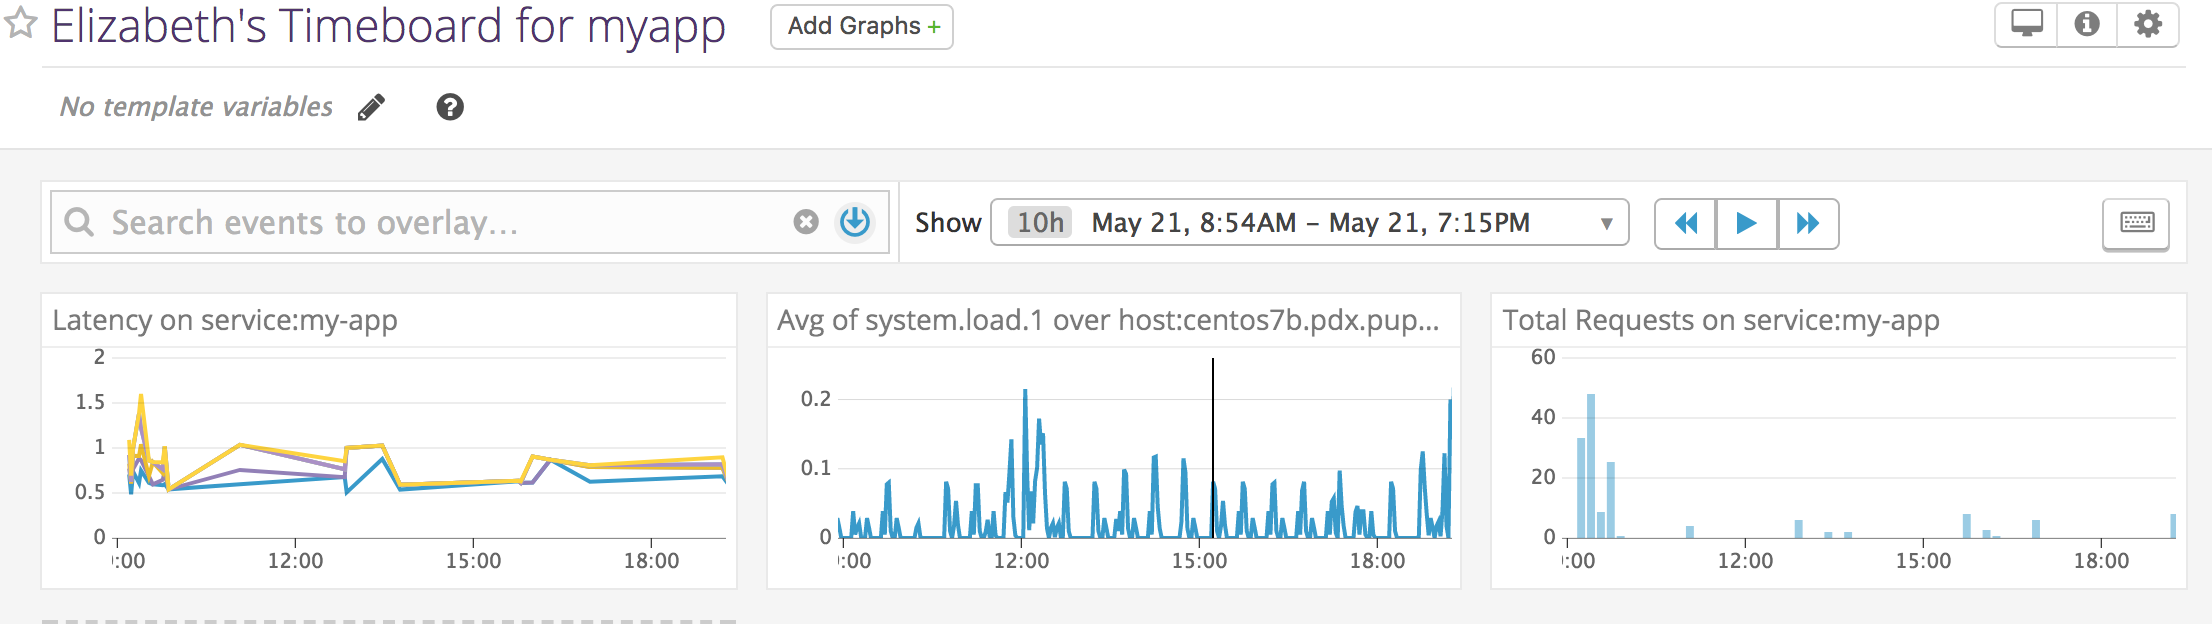 Elizabeth's Timeboard for myapp
Add Graphs +
No template variables
Search events to overlay...
Show 10h May 21, 8:54AM – May 21, 7:15PM
Latency on service:my-app
2
1.5
1
0.5
0
:00 12:00 15:00 18:00
Avg of system.load.1 over host:centos7b.pdx.pup...
0.2
0.1
0
:00 12:00 15:00 18:00
Total Requests on service:my-app
60
40
20
0
:00 12:00 15:00 18:00